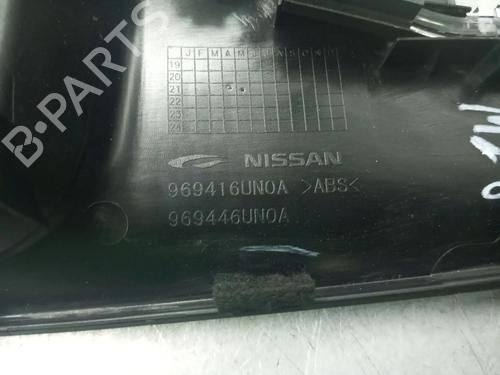 J F M A M J J A S O N D
19
20
21
22
23
24
NISSAN
969416UN0A >ABS<
969446UN0A
B-PARTS